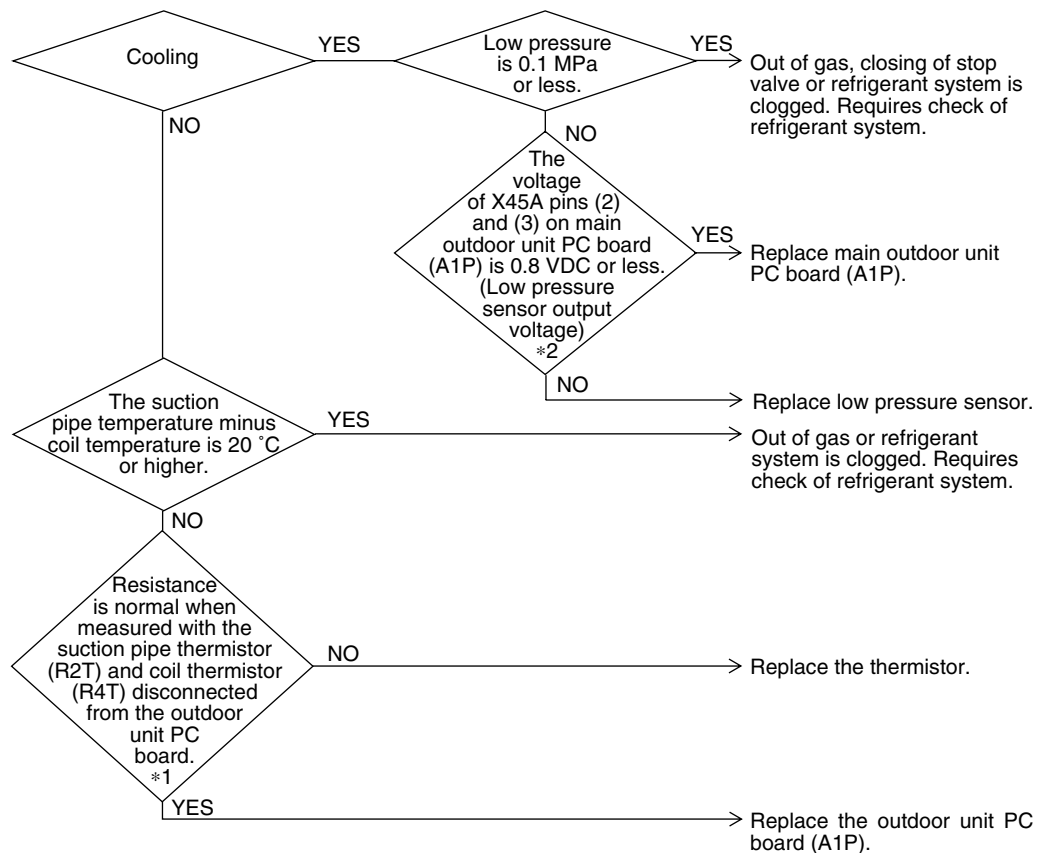 Cooling
YES
Low pressure
is 0.1 MPa
or less.
YES
Out of gas, closing of stop
valve or refrigerant system is
clogged. Requires check of
refrigerant system.
NO
NO
The
voltage
of X45A pins (2)
and (3) on main
outdoor unit PC board
(A1P) is 0.8 VDC or less.
(Low pressure
sensor output
voltage)
*2
YES
Replace main outdoor unit
PC board (A1P).
NO
Replace low pressure sensor.
The suction
pipe temperature minus
coil temperature is 20 ˚C
or higher.
YES
Out of gas or refrigerant
system is clogged. Requires
check of refrigerant system.
NO
Resistance
is normal when
measured with the
suction pipe thermistor
(R2T) and coil thermistor
(R4T) disconnected
from the outdoor
unit PC
board.
*1
NO
Replace the thermistor.
YES
Replace the outdoor unit PC
board (A1P).